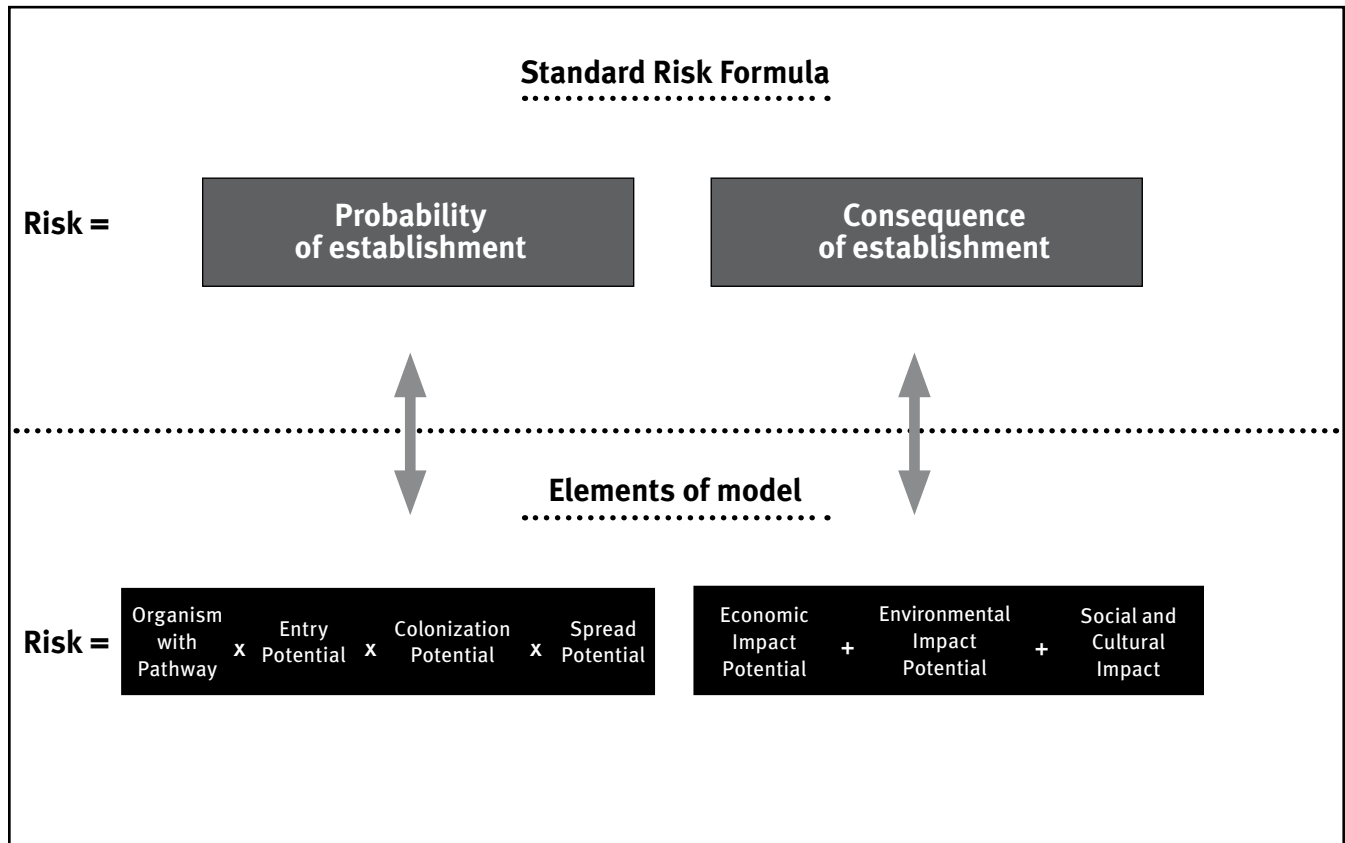 Standard Risk Formula
Risk =
Probability
of establishment
Consequence
of establishment
Elements of model
Risk =
Organism
with
Pathway
x
Entry
Potential
x
Colonization
Potential
x
Spread
Potential
Economic
Impact
Potential
+
Environmental
Impact
Potential
+
Social and
Cultural
Impact